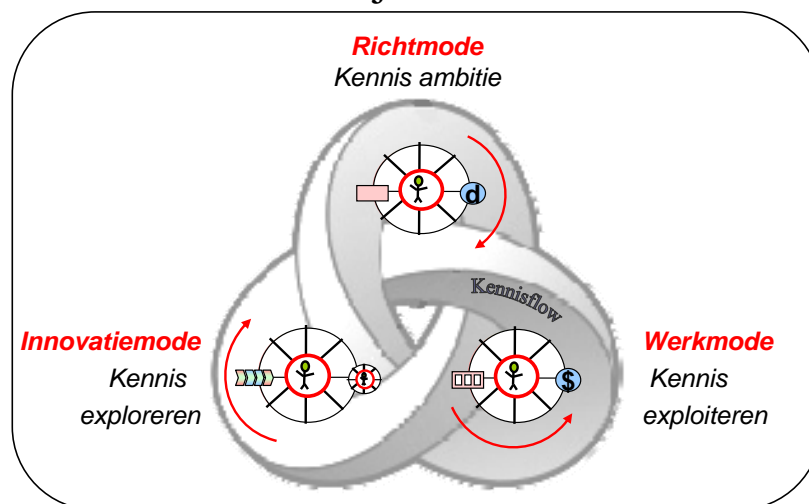 Richtmode
Kennis ambitie
d
Kennisflow
Innovatiemode
Kennis
exploreren
$
Werkmode
Kennis
exploiteren